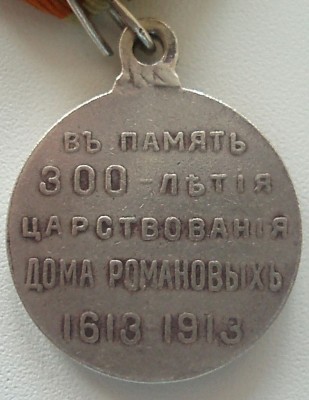 ВЪ ПАМЯТЬ
300-ЛѢТІЯ
ЦАРСТВОВАНІЯ
ДОМА РОМАНОВЫХЪ
1613 1913